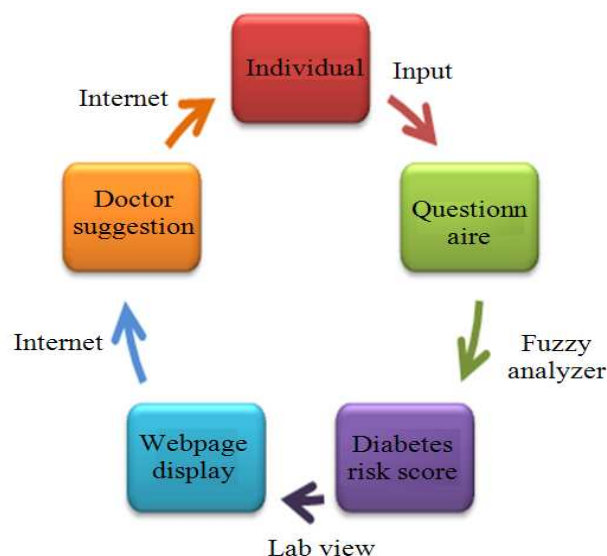 Individual
Input
Questionn
aire
Fuzzy
analyzer
Diabetes
risk score
Lab view
Webpage
display
Internet
Doctor
suggestion
Internet